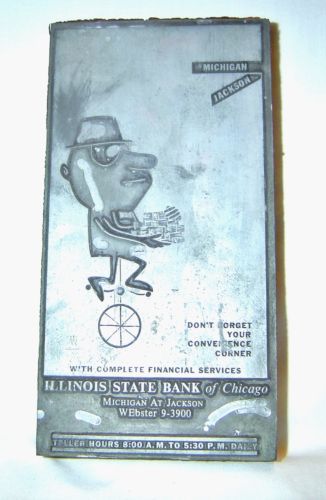 MICHIGAN
JACKSON
DON'T FORGET
YOUR
CONVENIENCE
CORNER
WITH COMPLETE FINANCIAL SERVICES
ILLINOIS STATE BANK of Chicago
MICHIGAN AT JACKSON
WEbster 9-3900
TELLER HOURS 8:00 A.M. TO 5:30 P.M. DAILY